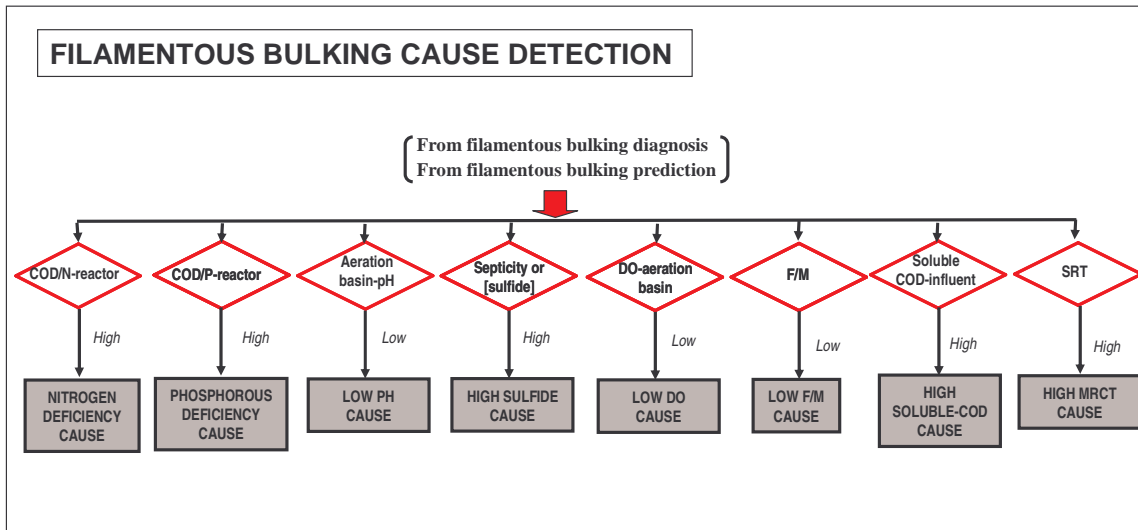 FILAMENTOUS BULKING CAUSE DETECTION
From filamentous bulking diagnosis
From filamentous bulking prediction
COD/N-reactor
COD/P-reactor
Aeration
basin-pH
Septicity or
[sulfide]
DO-aeration
basin
F/M
Soluble
COD-influent
SRT
High
High
Low
High
Low
Low
High
High
NITROGEN
DEFICIENCY
CAUSE
PHOSPHOROUS
DEFICIENCY
CAUSE
LOW PH
CAUSE
HIGH SULFIDE
CAUSE
LOW DO
CAUSE
LOW F/M
CAUSE
HIGH
SOLUBLE-COD
CAUSE
HIGH MRCT
CAUSE